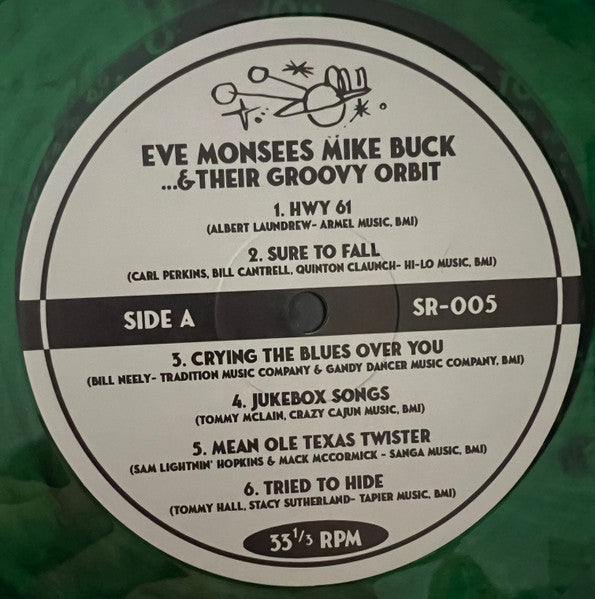 EVE MONSEES MIKE BUCK
...& THEIR GROOVY ORBIT
1. HWY 61
(ALBERT LAUNDREW- ARMEL MUSIC, BMI)
2. SURE TO FALL
(CARL PERKINS, BILL CANTRELL, QUINTON CLAUNCH- HI-LO MUSIC, BMI)
SIDE A
SR-005
3. CRYING THE BLUES OVER YOU
(BILL NEELY- TRADITION MUSIC COMPANY & GANDY DANCER MUSIC COMPANY, BMI)
4. JUKEBOX SONGS
(TOMMY MCLAIN, CRAZY CAJUN MUSIC, BMI)
5. MEAN OLE TEXAS TWISTER
(SAM LIGHTNIN' HOPKINS & MACK MCCORMICK - SANGA MUSIC, BMI)
6. TRIED TO HIDE
(TOMMY HALL, STACY SUTHERLAND- TAPIER MUSIC, BMI)
33 1/3 RPM